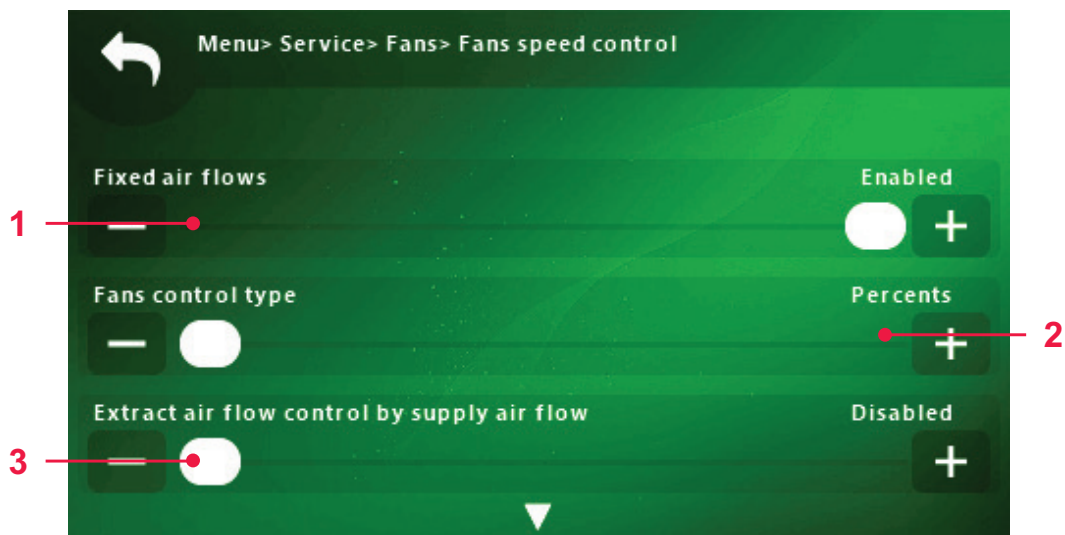 Menu> Service> Fans> Fans speed control
Fixed air flows Enabled
1
Fans control type Percents
2
Extract air flow control by supply air flow Disabled
3